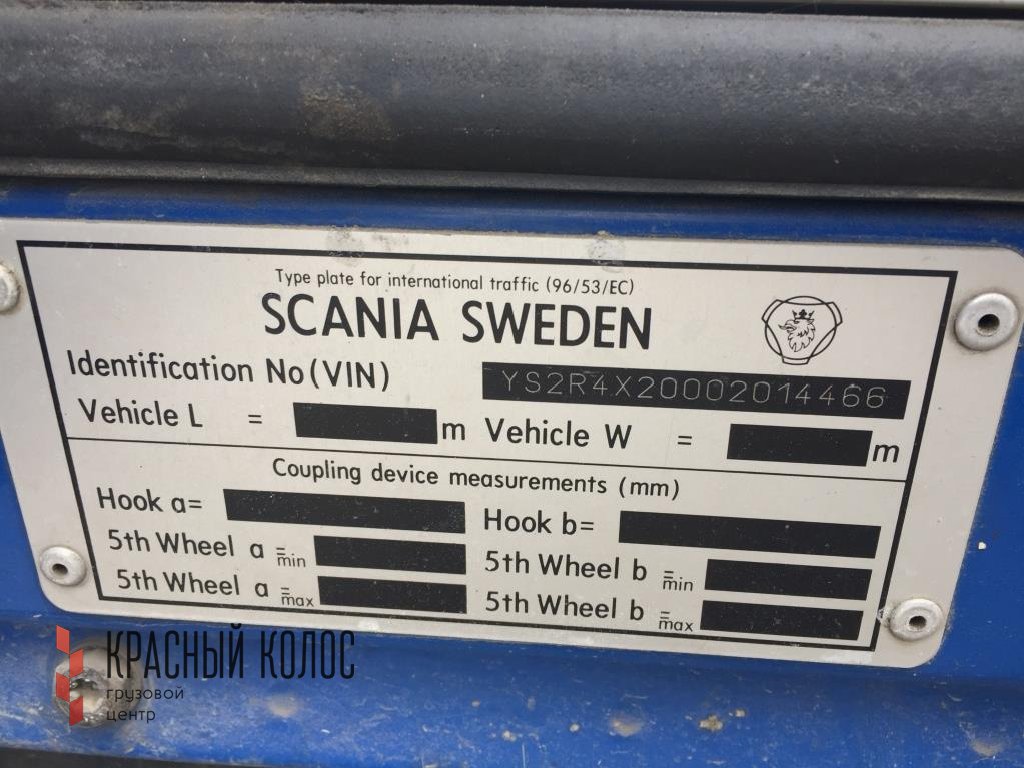 Type plate for international traffic (96/53/EC)
SCANIA SWEDEN
Identification No (VIN) YS2R4X20002014466
Vehicle L = m Vehicle W = m
Coupling device measurements (mm)
Hook a= Hook b=
5th Wheel a = min 5th Wheel b = min
5th Wheel a = max 5th Wheel b = max
КРАСНЫЙ КОЛОС
грузовой
центр